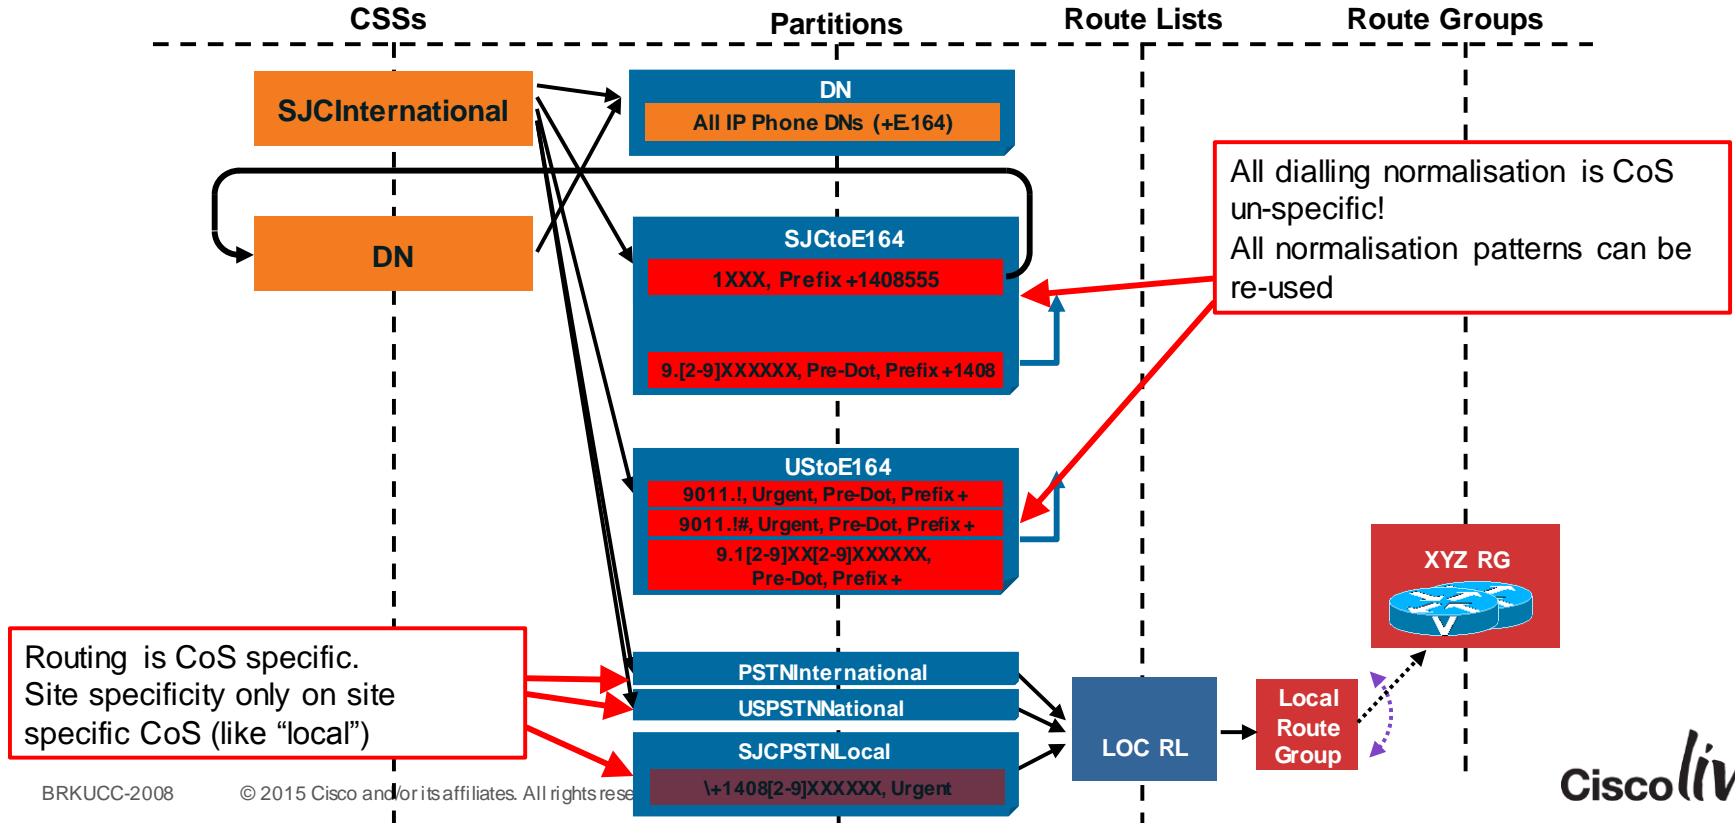 CSSs
Partitions
Route Lists
Route Groups
SJCInternational
DN
All IP Phone DNs (+E.164)
DN
SJCtoE164
1XXX, Prefix +1408555
9.[2-9]XXXXXX, Pre-Dot, Prefix +1408
All dialling normalisation is CoS
un-specific!
All normalisation patterns can be
re-used
UStoE164
9011.!, Urgent, Pre-Dot, Prefix +
9011.!#, Urgent, Pre-Dot, Prefix +
9.1[2-9]XX[2-9]XXXXXX,
Pre-Dot, Prefix +
XYZ RG
V
Routing is CoS specific.
Site specificity only on site
specific CoS (like “local”)
PSTNInternational
USPSTNNational
SJCPSTNLocal
\+1408[2-9]XXXXXX, Urgent
LOC RL
Local
Route
Group
BRKUCC-2008
© 2015 Cisco and/or its affiliates. All rights rese
Cisco liv